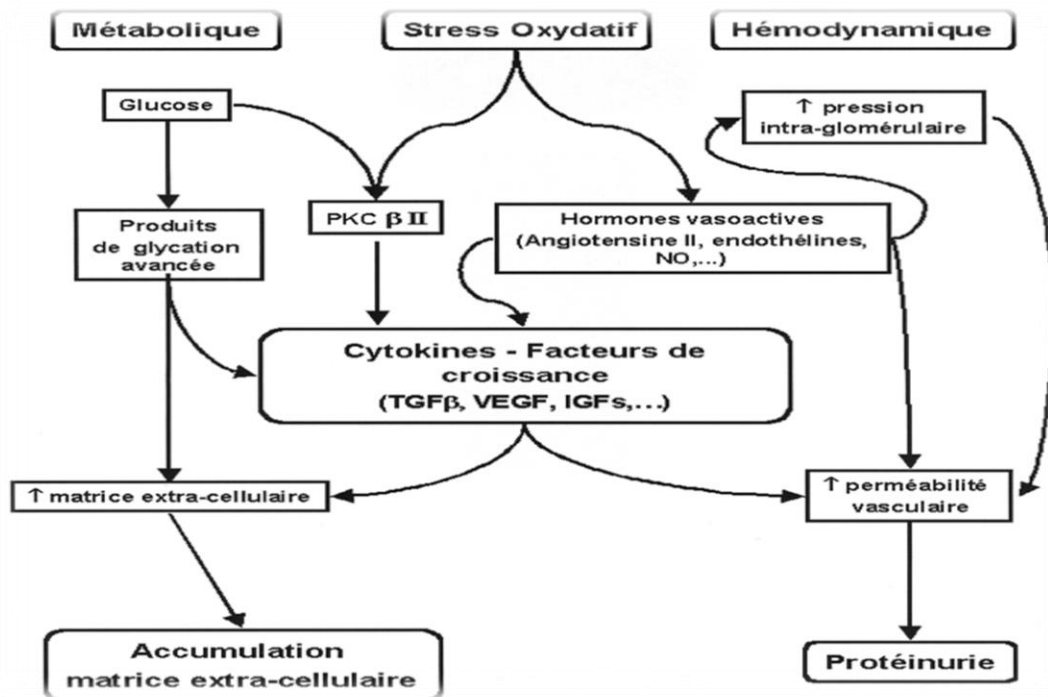 Métabolique
Stress Oxydatif
Hémodynamique
Glucose
↑ pression
intra-glomérulaire
Produits
de glycation
avancée
PKC β II
Hormones vasoactives
(Angiotensine II, endothélines,
NO,...)
Cytokines - Facteurs de
croissance
(TGFβ, VEGF, IGFs,...)
↑ matrice extra-cellulaire
↑ perméabilité
vasculaire
Accumulation
matrice extra-cellulaire
Protéinurie